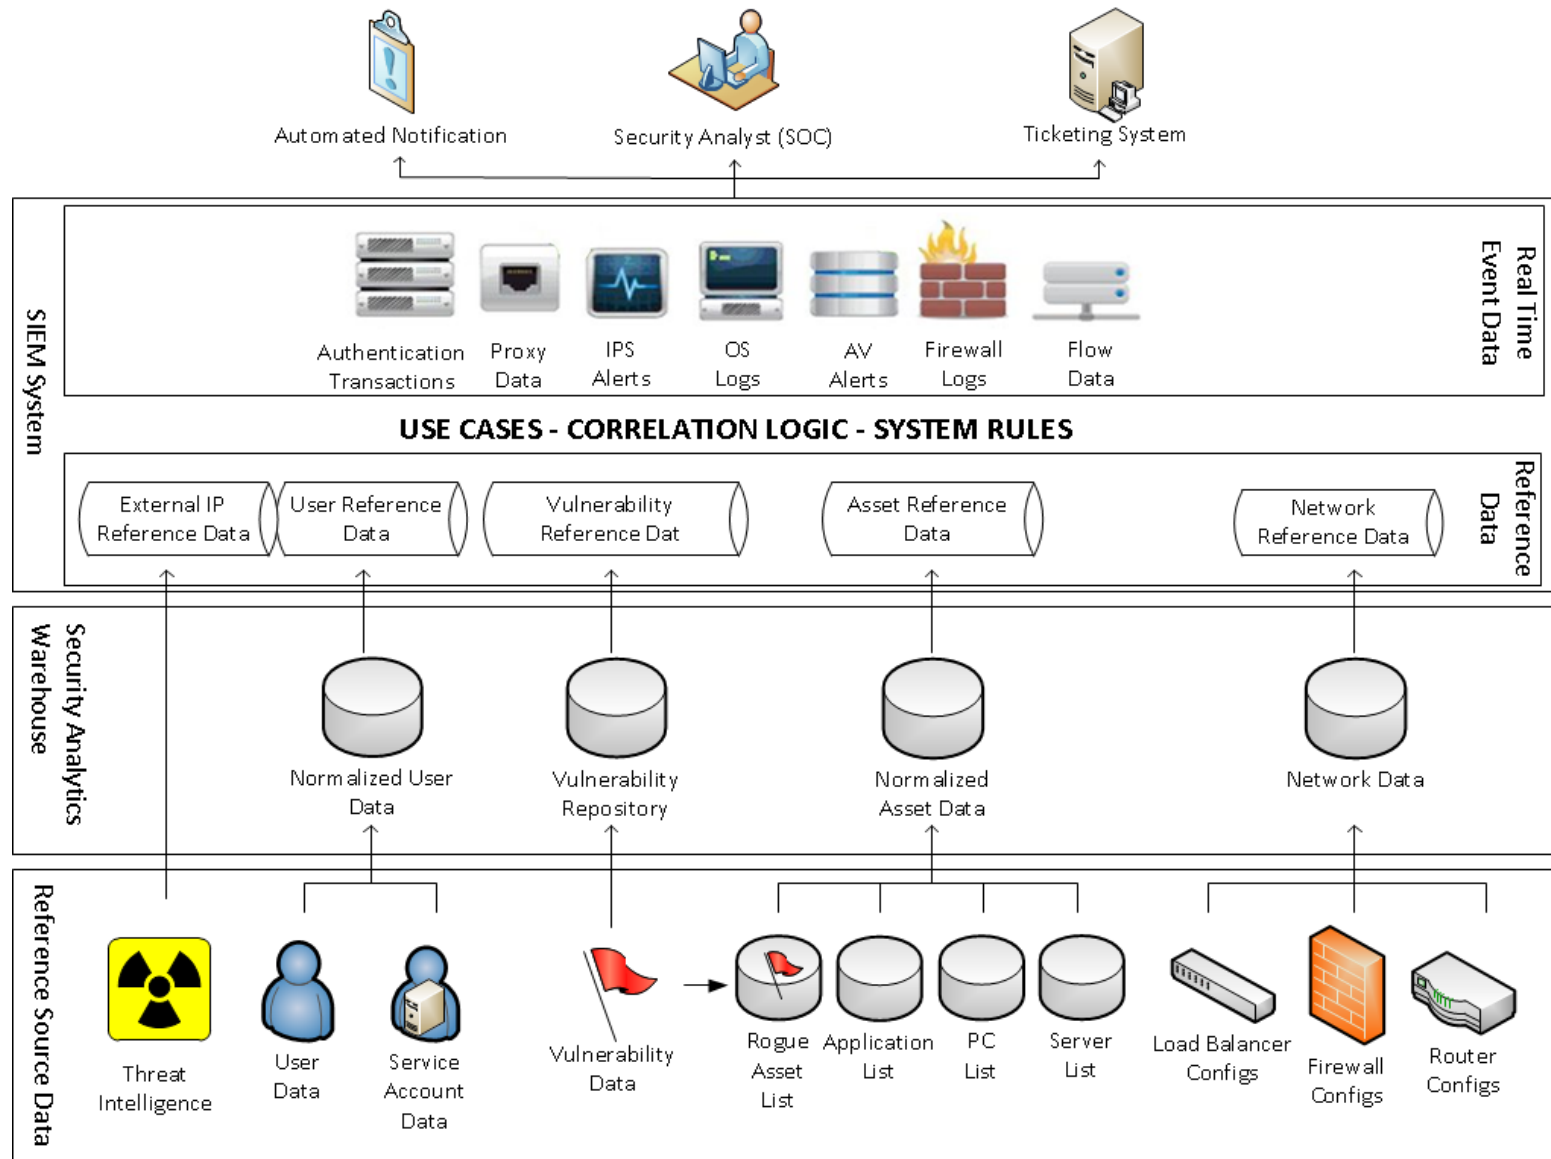 Automated Notification
Security Analyst (SOC)
Ticketing System
SIEM System
Real Time
Event Data
Authentication
Transactions
Proxy
Data
IPS
Alerts
OS
Logs
AV
Alerts
Firewall
Logs
Flow
Data
USE CASES - CORRELATION LOGIC - SYSTEM RULES
Reference
Data
External IP
Reference Data
User Reference
Data
Vulnerability
Reference Dat
Asset Reference
Data
Network
Reference Data
Security Analytics
Warehouse
Normalized User
Data
Vulnerability
Repository
Normalized
Asset Data
Network Data
Reference Source Data
Threat
Intelligence
User
Data
Service
Account
Data
Vulnerability
Data
Rogue
Asset
List
Application
List
PC
List
Server
List
Load Balancer
Configs
Firewall
Configs
Router
Configs